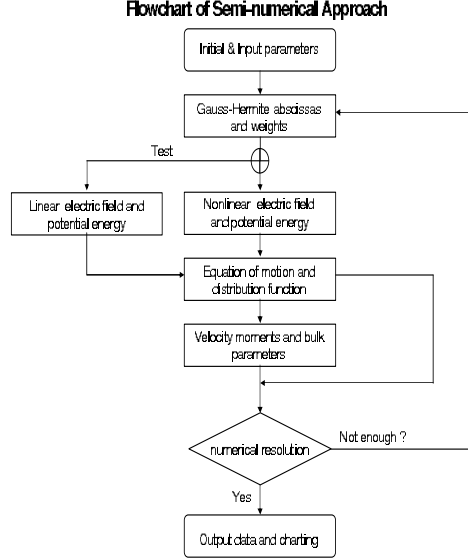 Flowchart of Semi-numerical Approach
Initial & Input parameters
Gauss-Hermite abscissas
and weights
Test
Linear electric field and
potential energy
Nonlinear electric field
and potential energy
Equation of motion and
distribution function
Velocity moments and bulk
parameters
numerical resolution
Not enough ?
Yes
Output data and charting